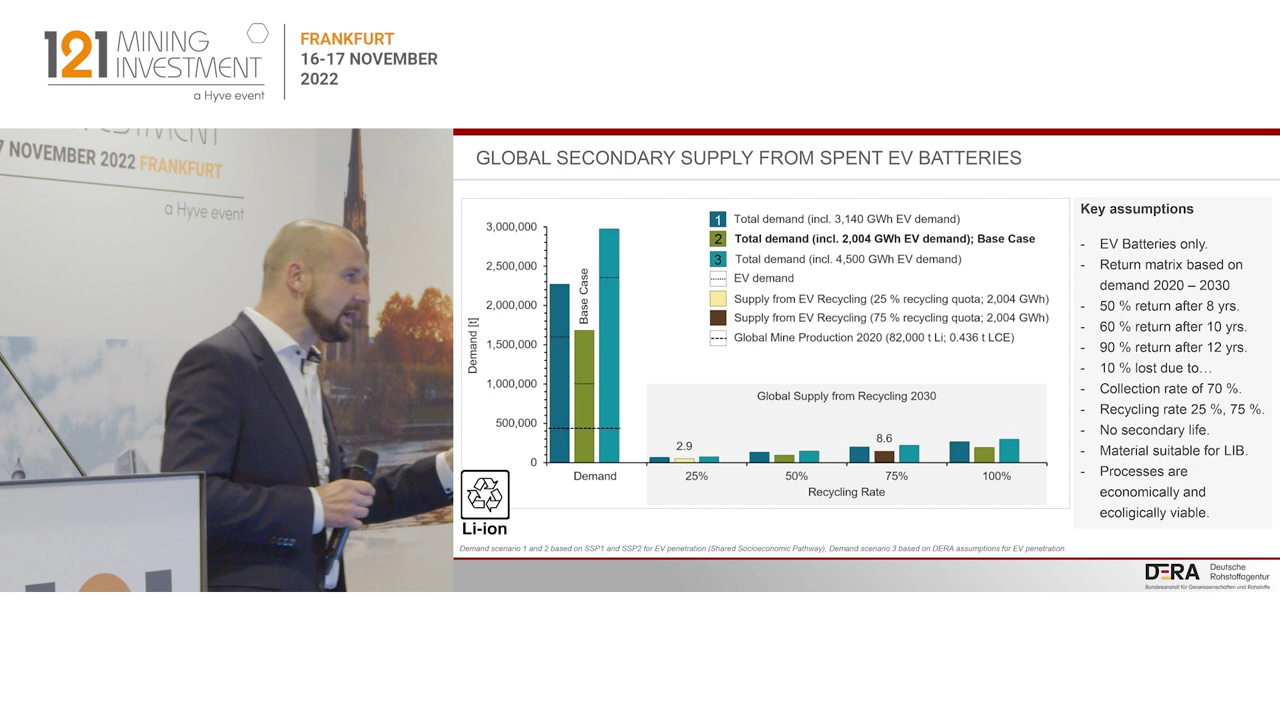 121 MINING
INVESTMENT
a Hyve event
FRANKFURT
16-17 NOVEMBER
2022
7 NOVEMBER 2022 FRANKFURT
a Hyve event
GLOBAL SECONDARY SUPPLY FROM SPENT EV BATTERIES
Demand [t]
3,000,000
2,500,000
2,000,000
1,500,000
1,000,000
500,000
0
Base Case
1 Total demand (incl. 3,140 GWh EV demand)
2 Total demand (incl. 2,004 GWh EV demand); Base Case
3 Total demand (incl. 4,500 GWh EV demand)
EV demand
Supply from EV Recycling (25 % recycling quota; 2,004 GWh)
Supply from EV Recycling (75 % recycling quota; 2,004 GWh)
Global Mine Production 2020 (82,000 t Li; 0.436 t LCE)
Global Supply from Recycling 2030
2.9
8.6
Demand
25%
50%
75%
100%
Recycling Rate
Li-ion
Key assumptions
- EV Batteries only.
- Return matrix based on
demand 2020 – 2030
- 50 % return after 8 yrs.
- 60 % return after 10 yrs.
- 90 % return after 12 yrs.
- 10 % lost due to…
- Collection rate of 70 %.
- Recycling rate 25 %, 75 %.
- No secondary life.
- Material suitable for LIB.
- Processes are
economically and
ecoligically viable.
Demand scenario 1 and 2 based on SSP1 and SSP2 for EV penetration (Shared Socioeconomic Pathway), Demand scenario 3 based on DERA assumptions for EV penetration.
DERA
Deutsche
Rohstoffagentur
Bundesanstalt für Geowissenschaften und Rohstoffe